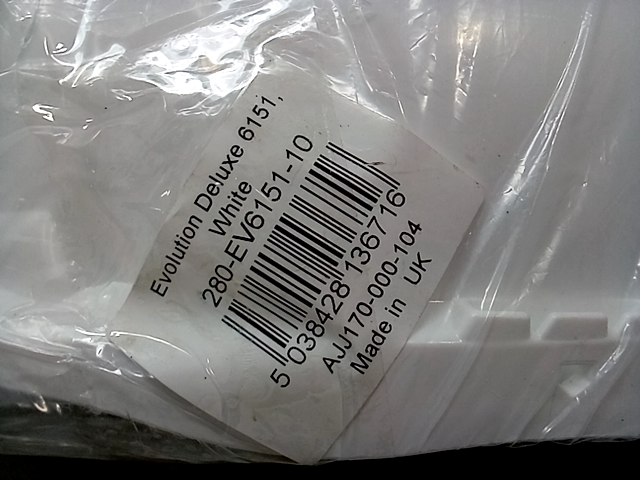 Evolution Deluxe 6151,
White
280-EV6151-10
5 038428 136716
AJJ170-000-104
Made in UK